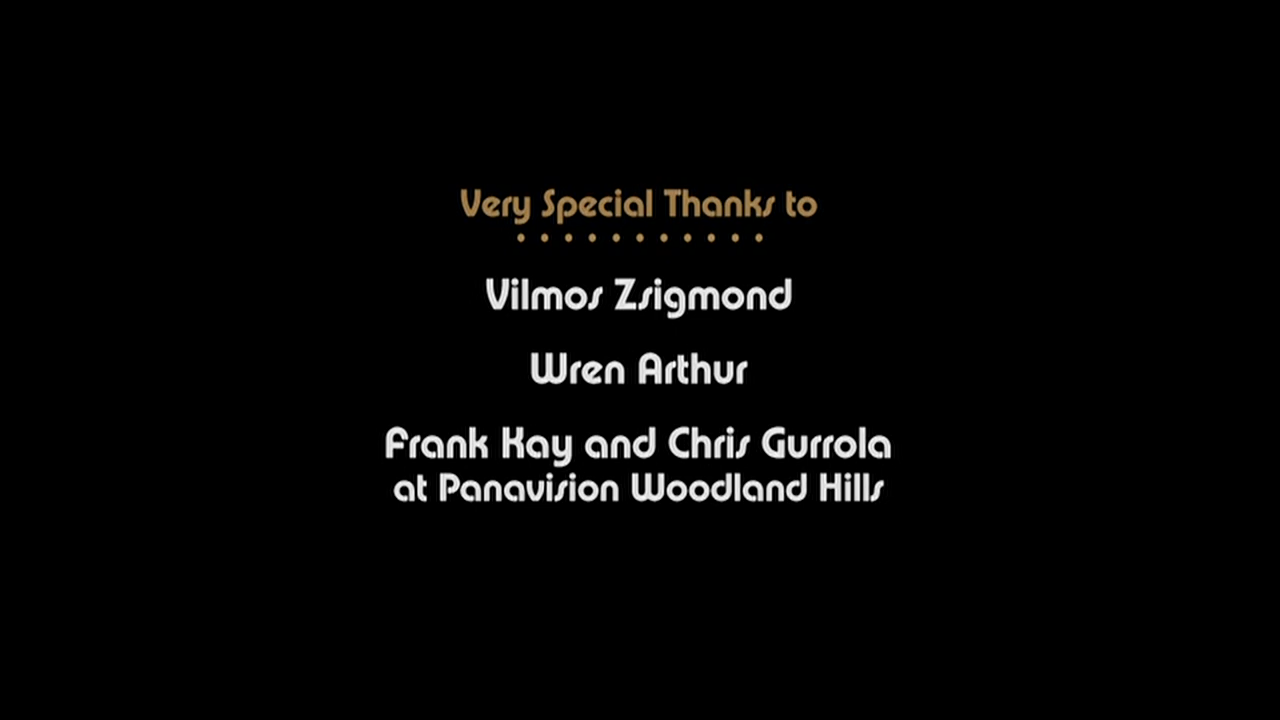 Very Special Thanks to
Vilmos Zsigmond
Wren Arthur
Frank Kay and Chris Gurrola
at Panavision Woodland Hills